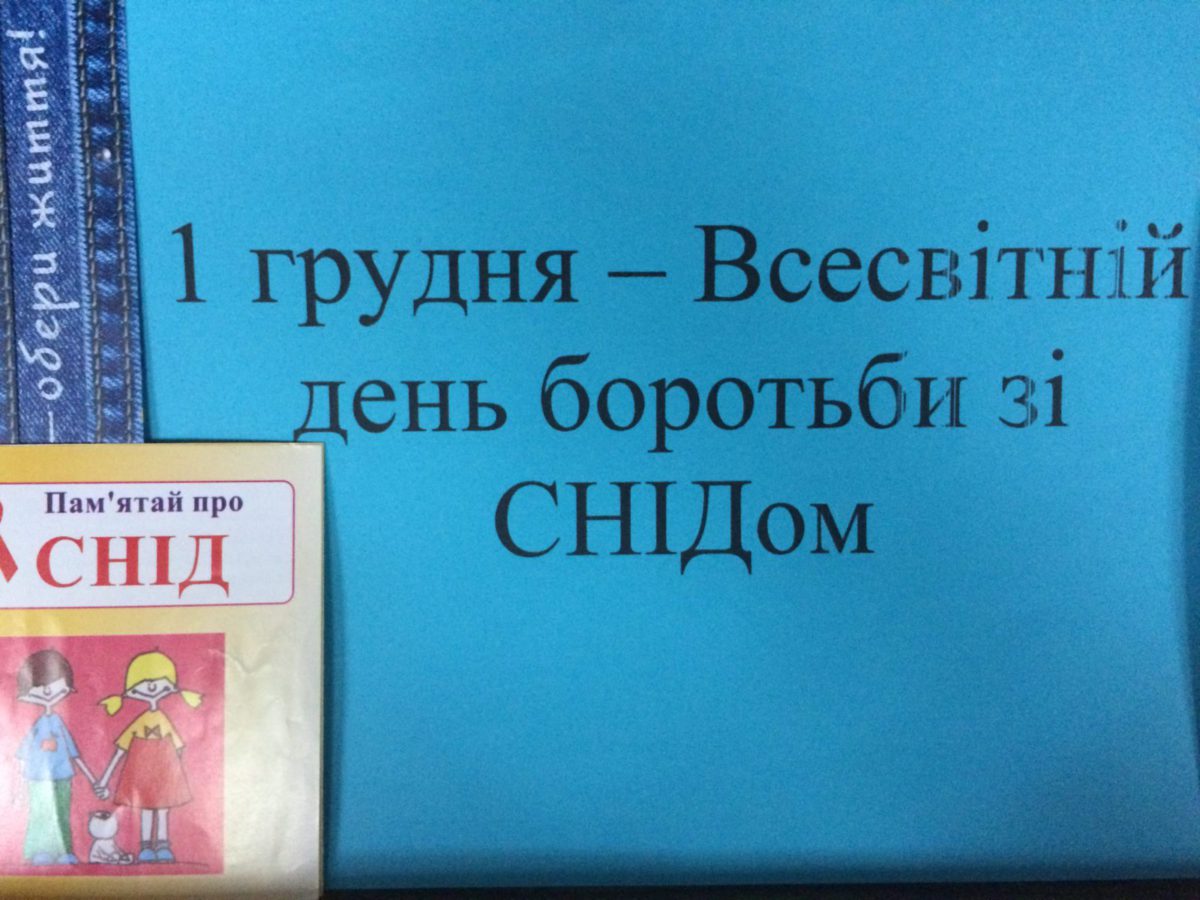 – обери життя!
1 грудня – Всесвітній
день боротьби зі
СНІДом
Пам'ятай про
СНІД